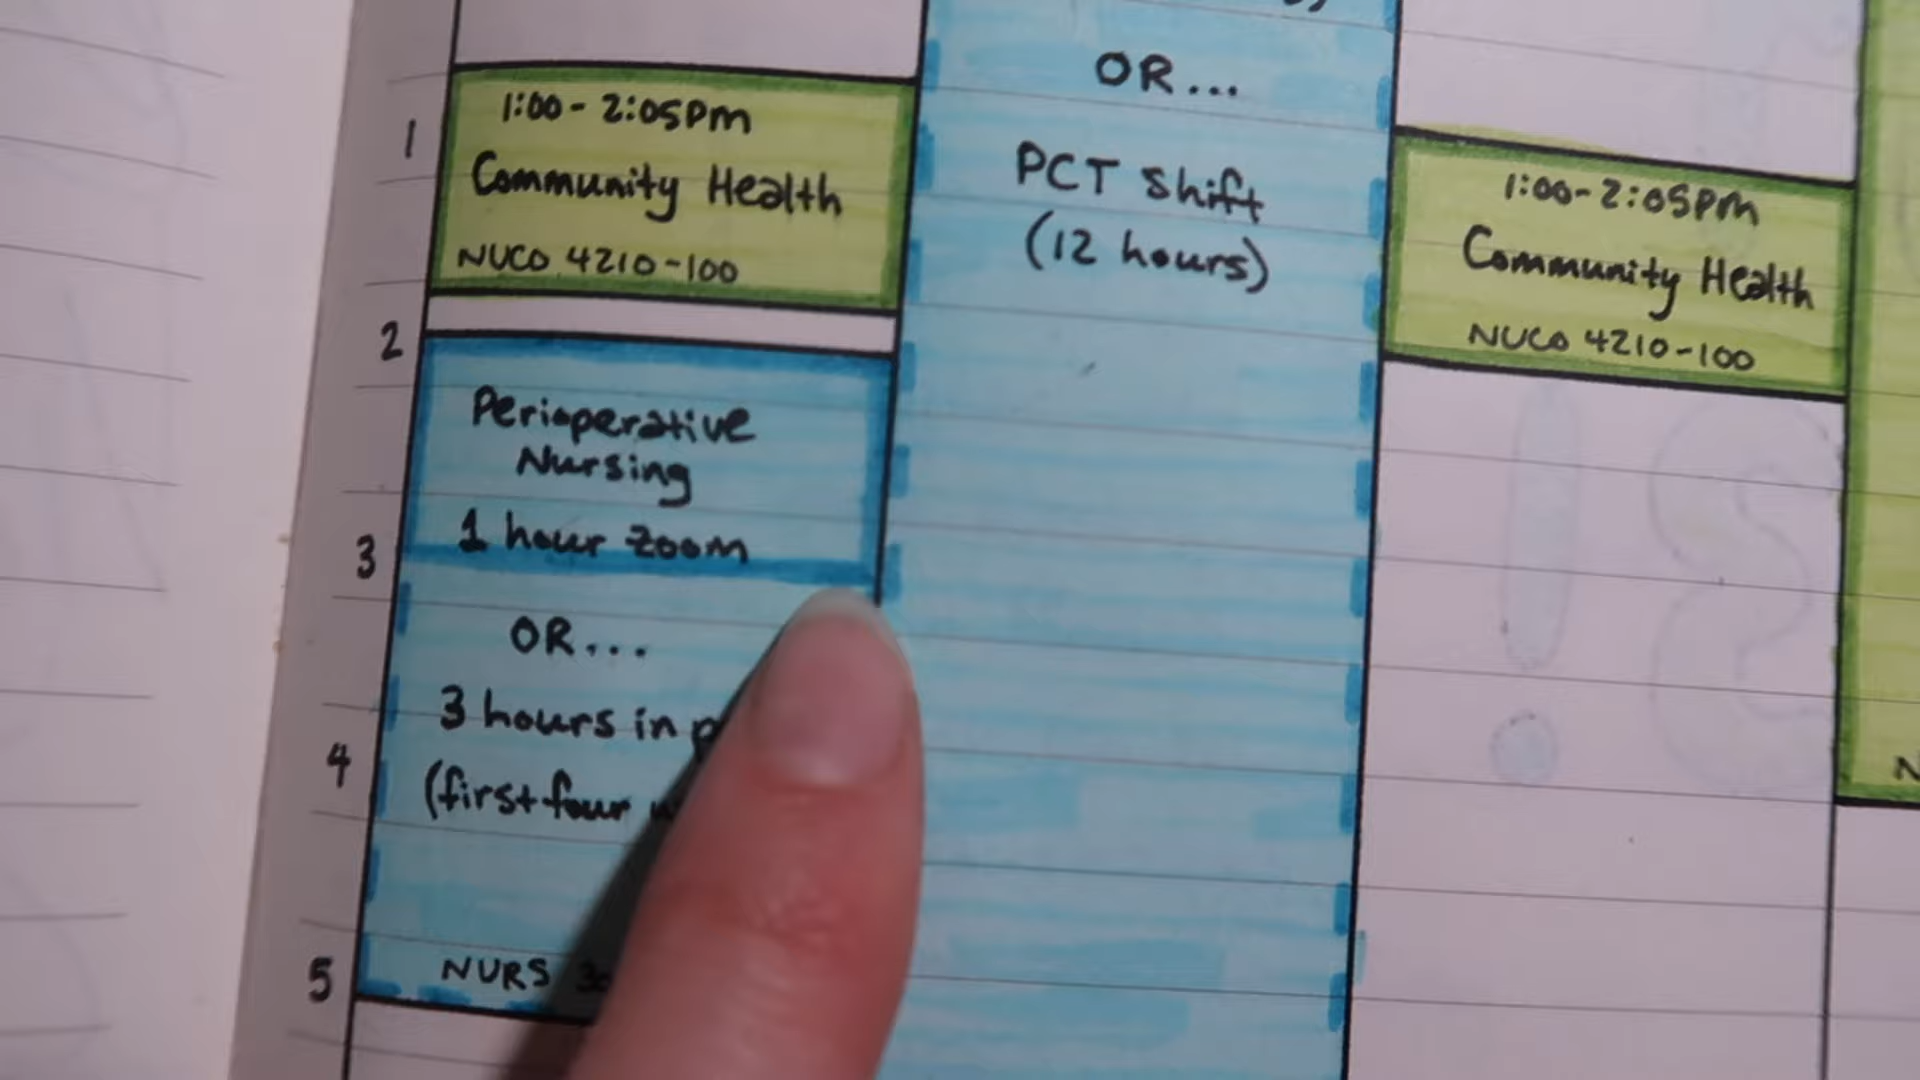 1
2
3
4
5
1:00-2:05pm
Community Health
NUCO 4210-100
Perioperative
Nursing
1 hour zoom
OR...
3 hours in
(first four
NURS
OR...
PCT Shift
(12 hours)
1:00-2:05pm
Community Health
NUCO 4210-100